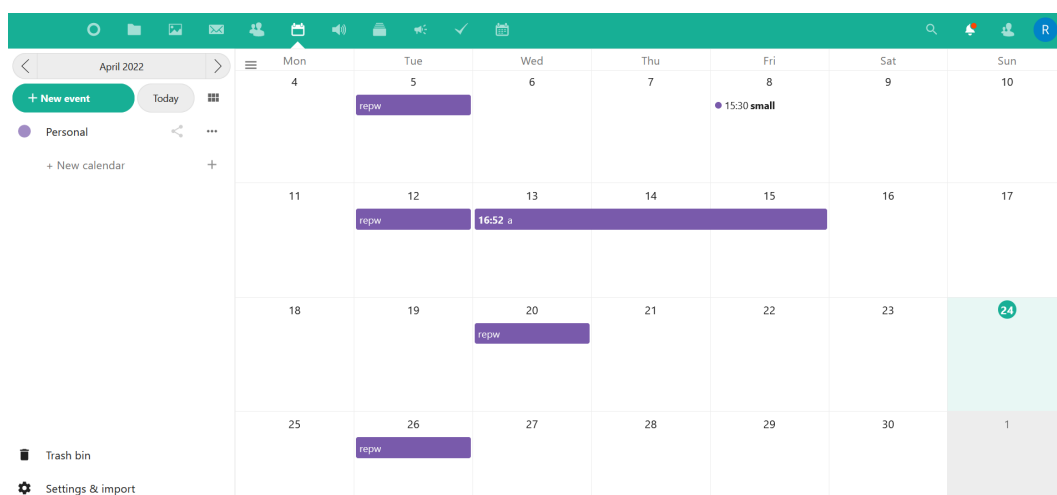 R
April 2022
Mon Tue Wed Thu Fri Sat Sun
+ New event Today
Personal
+ New calendar
4 5 6 7 8 9 10
repw
15:30 small
11 12 13 14 15 16 17
repw
16:52 a
18 19 20 21 22 23 24
repw
25 26 27 28 29 30 1
repw
Trash bin
Settings & import